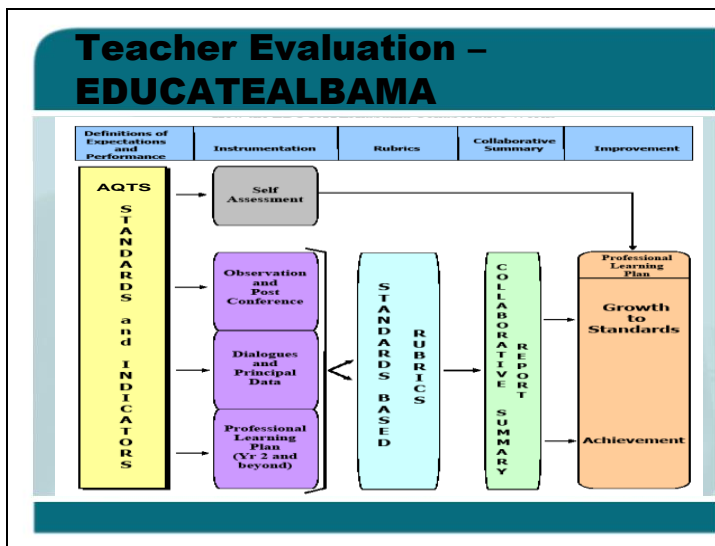 Teacher Evaluation –
EDUCATEALBAMA
Definitions of
Expectations
and
Performance
Instrumentation
Rubrics
Collaborative
Summary
Improvement
AQTS
STANDARDS and INDICATORS
Self
Assessment
Observation
and
Post
Conference
Dialogues
and
Principal
Data
Professional
Learning
Plan
(Yr 2 and
beyond)
STANDARDS BASED
RUBRICS
COLLABORATIVE SUMMARY
REPORT
Professional
Learning
Plan
Growth
to
Standards
Achievement